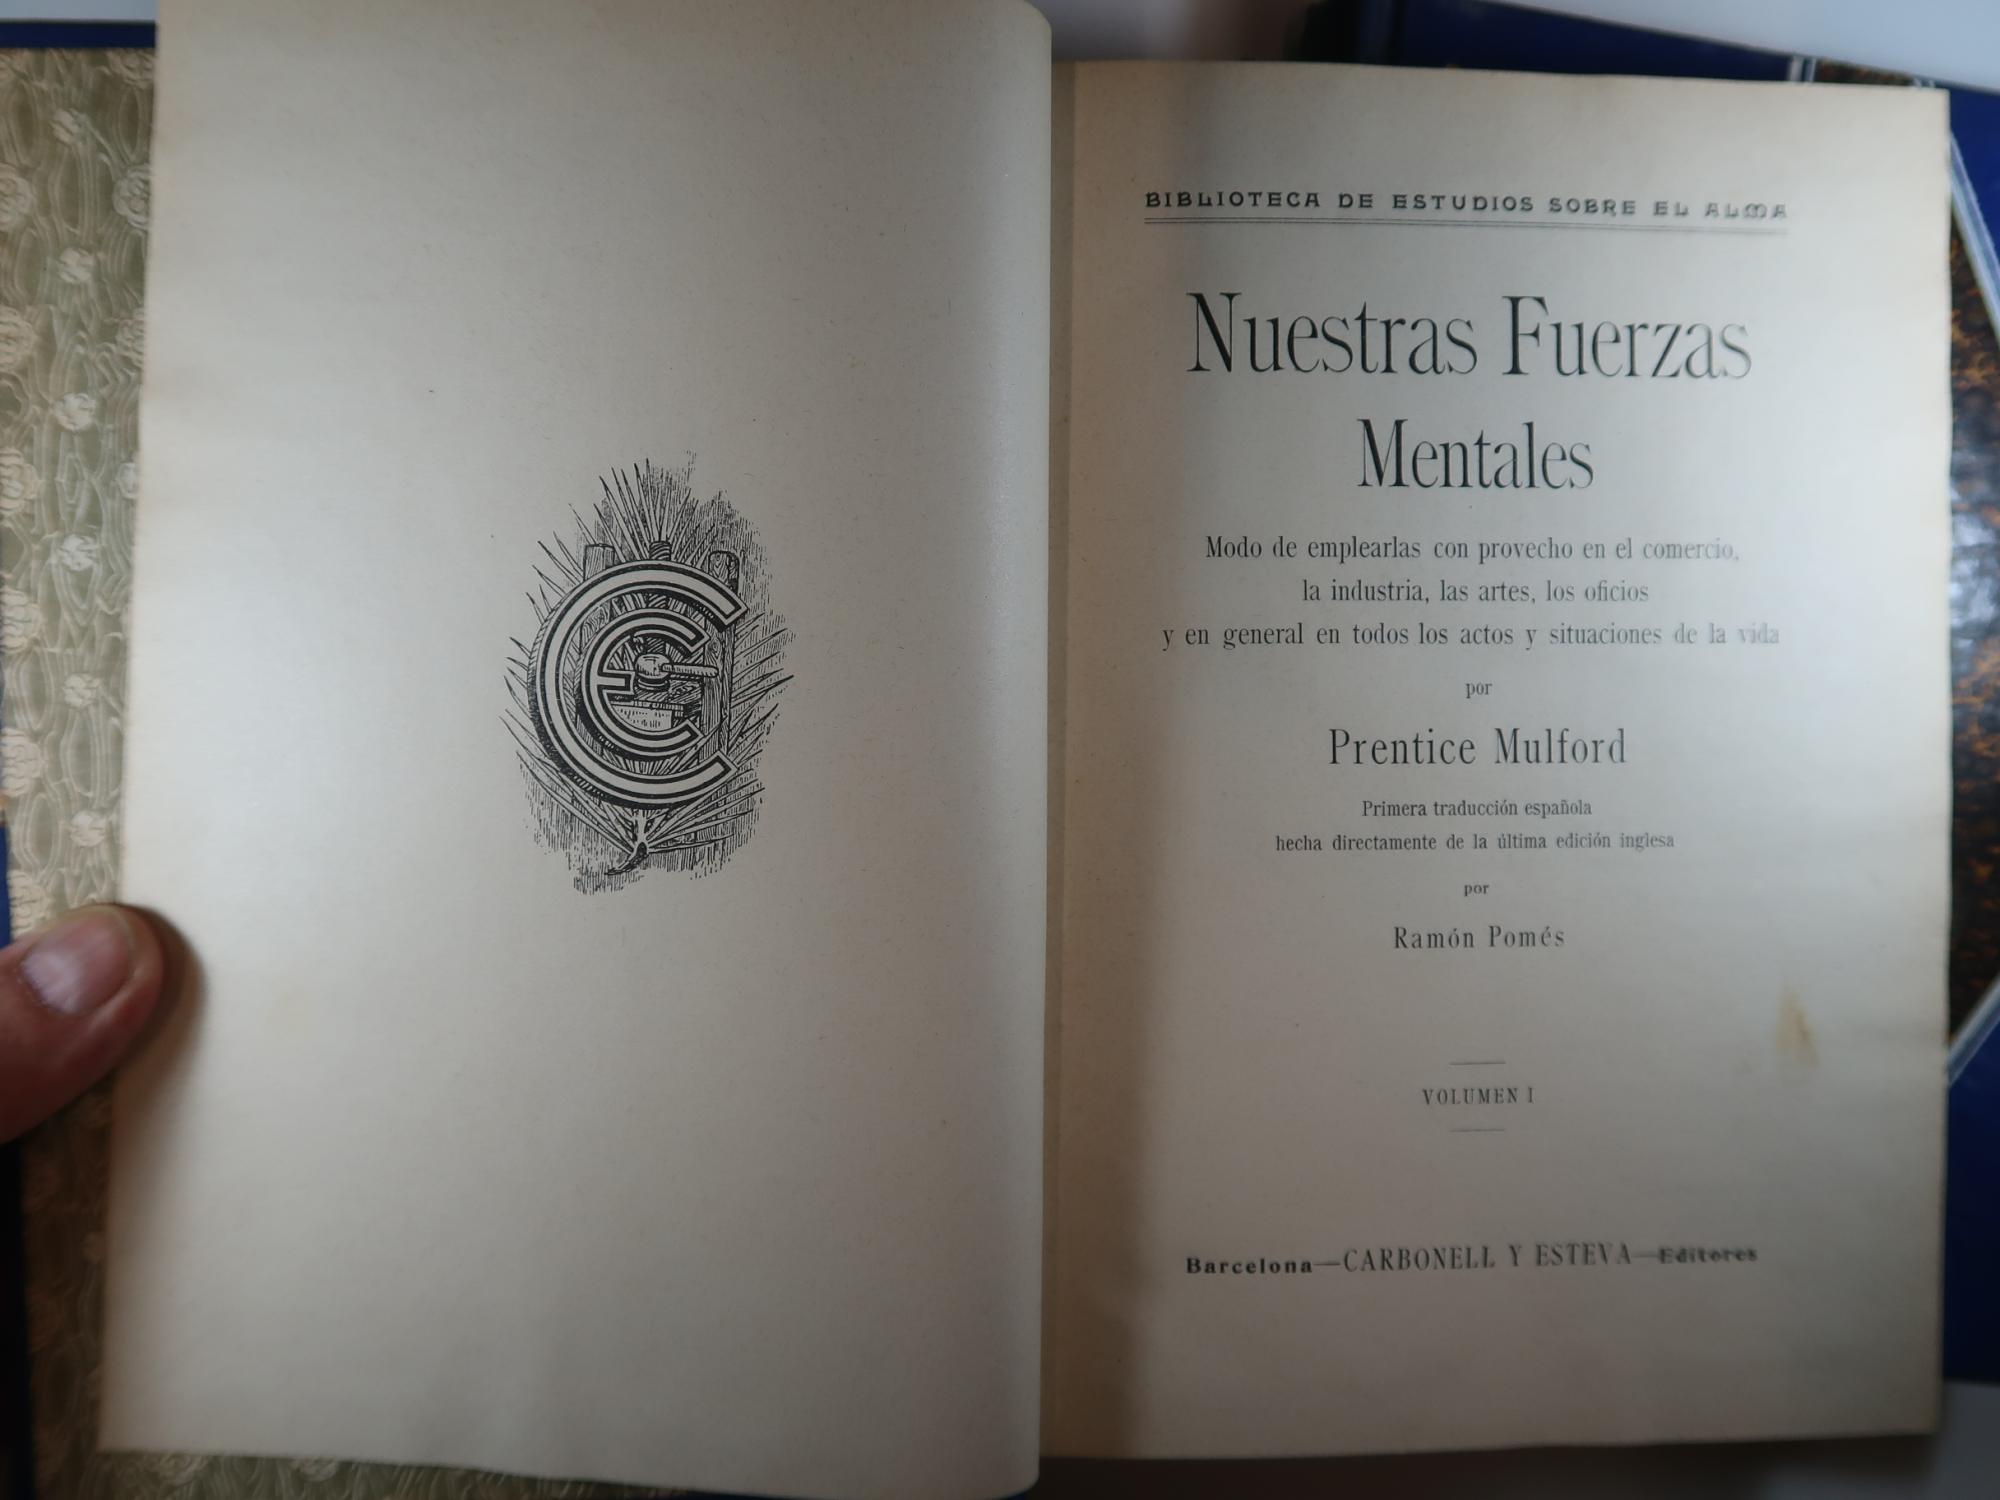 CE
BIBLIOTECA DE ESTUDIOS SOBRE EL ALMA
Nuestras Fuerzas
Mentales
Modo de emplearlas con provecho en el comercio,
la industria, las artes, los oficios
y en general en todos los actos y situaciones de la vida
por
Prentice Mulford
Primera traducción española
hecha directamente de la última edición inglesa
por
Ramón Pomés
VOLUMEN I
Barcelona—CARBONELL Y ESTEVA—Editores